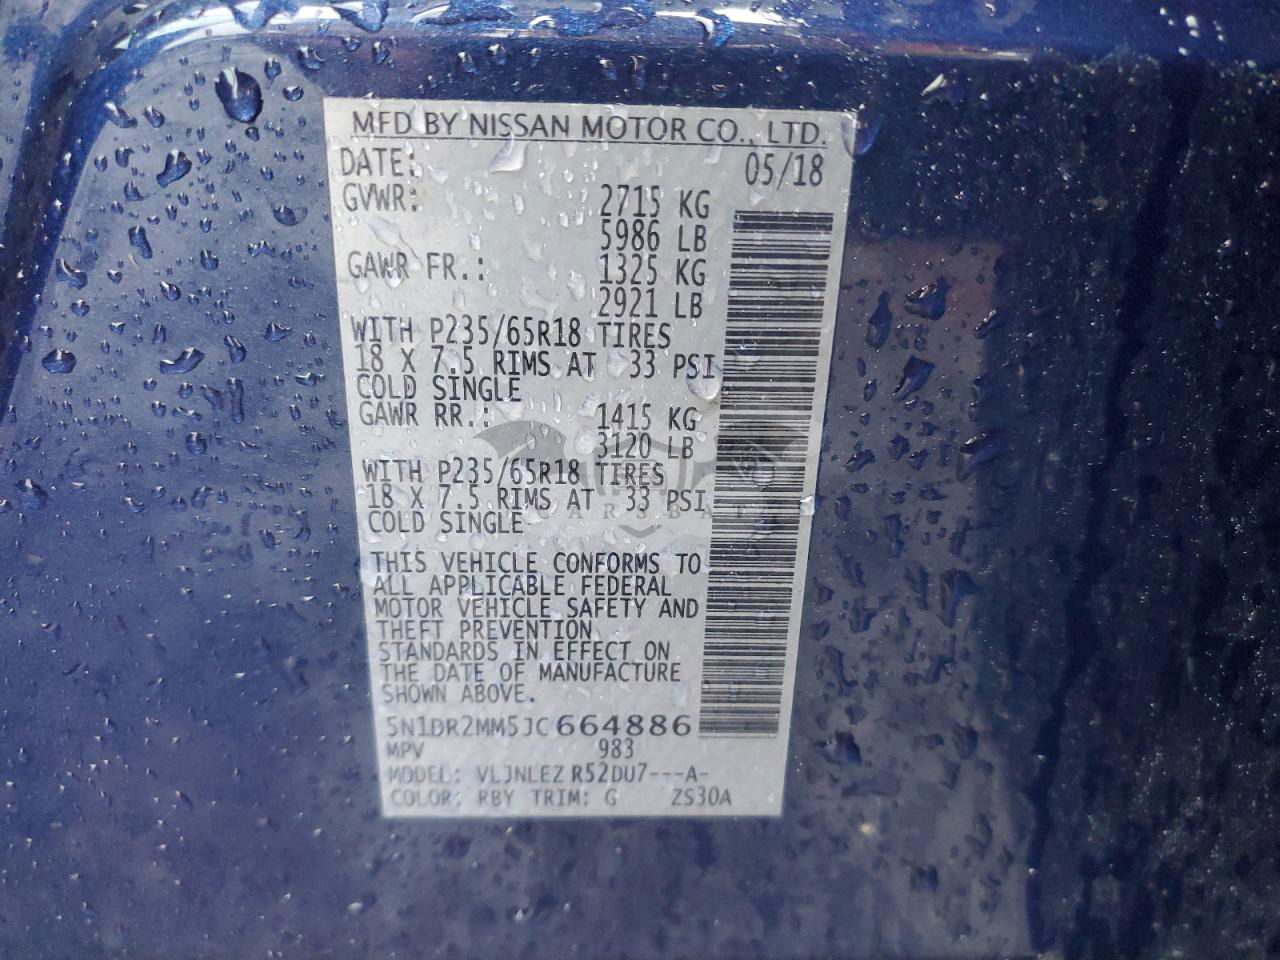 MFD BY NISSAN MOTOR CO., LTD.
DATE: 05/18
GVWR: 2715 KG
5986 LB
GAWR FR.: 1325 KG
2921 LB
WITH P235/65R18 TIRES
18 X 7.5 RIMS AT 33 PSI
COLD SINGLE
GAWR RR.: 1415 KG
3120 LB
WITH P235/65R18 TIRES
18 X 7.5 RIMS AT 33 PSI
COLD SINGLE
THIS VEHICLE CONFORMS TO
ALL APPLICABLE FEDERAL
MOTOR VEHICLE SAFETY AND
THEFT PREVENTION
STANDARDS IN EFFECT ON
THE DATE OF MANUFACTURE
SHOWN ABOVE.
5N1DR2MM5JC664886
MPV 983
MODEL: VLJNLEZ R52DU7---A-
COLOR: RBY TRIM: G ZS30A